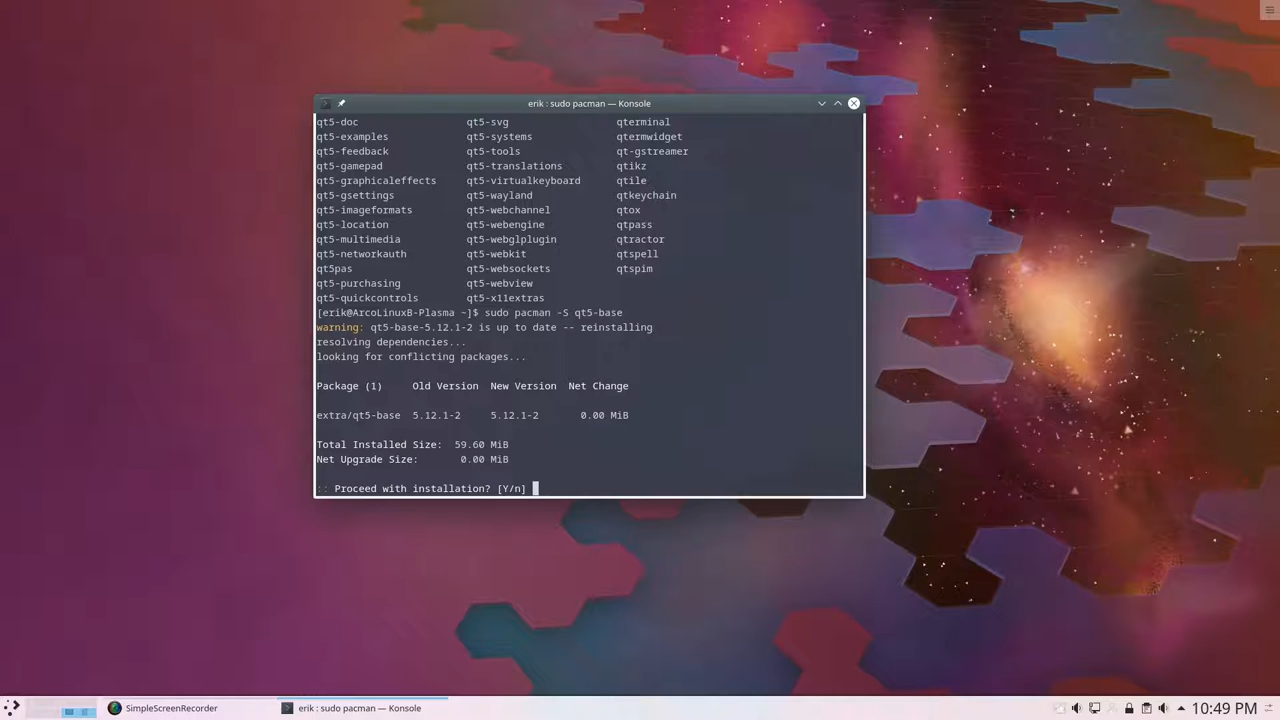 erik : sudo pacman — Konsole
qt5-doc qt5-svg qterminal
qt5-examples qt5-systems qtermwidget
qt5-feedback qt5-tools qt-gstreamer
qt5-gamepad qt5-translations qtikz
qt5-graphicaleffects qt5-virtualkeyboard qtile
qt5-gsettings qt5-wayland qtkeychain
qt5-imageformats qt5-webchannel qtox
qt5-location qt5-webengine qtpass
qt5-multimedia qt5-webglplugin qtractor
qt5-networkauth qt5-webkit qtspell
qt5pas qt5-websockets qtspim
qt5-purchasing qt5-webview
qt5-quickcontrols qt5-x11extras
[erik@ArcoLinuxB-Plasma ~]$ sudo pacman -S qt5-base
warning: qt5-base-5.12.1-2 is up to date -- reinstalling
resolving dependencies...
looking for conflicting packages...
Package (1) Old Version New Version Net Change
extra/qt5-base 5.12.1-2 5.12.1-2 0.00 MiB
Total Installed Size: 59.60 MiB
Net Upgrade Size: 0.00 MiB
:: Proceed with installation? [Y/n]
SimpleScreenRecorder
erik : sudo pacman — Konsole
10:49 PM